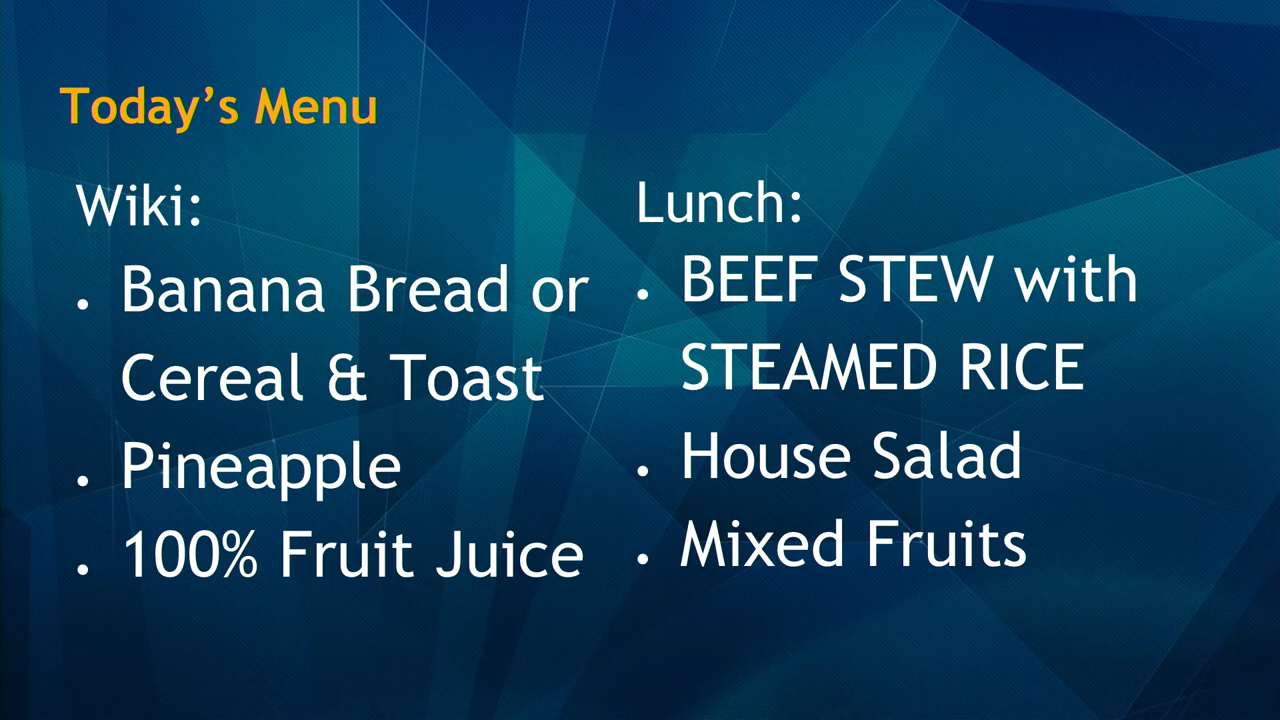 Today’s Menu
Wiki:
• Banana Bread or
Cereal & Toast
• Pineapple
• 100% Fruit Juice
Lunch:
• BEEF STEW with
STEAMED RICE
• House Salad
• Mixed Fruits